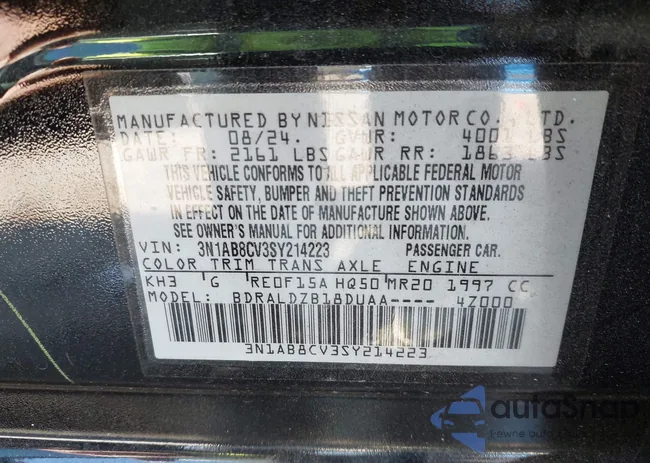 MANUFACTURED BY NISSAN MOTOR CO., LTD.
DATE: 08/24. GVWR: 4001 LBS
GAWR FR: 2161 LBS GAWR RR: 1863 LBS
THIS VEHICLE CONFORMS TO ALL APPLICABLE FEDERAL MOTOR
VEHICLE SAFETY, BUMPER AND THEFT PREVENTION STANDARDS
IN EFFECT ON THE DATE OF MANUFACTURE SHOWN ABOVE.
SEE OWNER'S MANUAL FOR ADDITIONAL INFORMATION.
VIN: 3N1AB8CV3SY214223 PASSENGER CAR.
COLOR TRIM TRANS AXLE ENGINE
KH3 G RE0F15A HQ50 MR20 1997 CC
MODEL: BDRALDZB18DUAA---- 4Z000
3N1AB8CV3SY214223
autoSnap